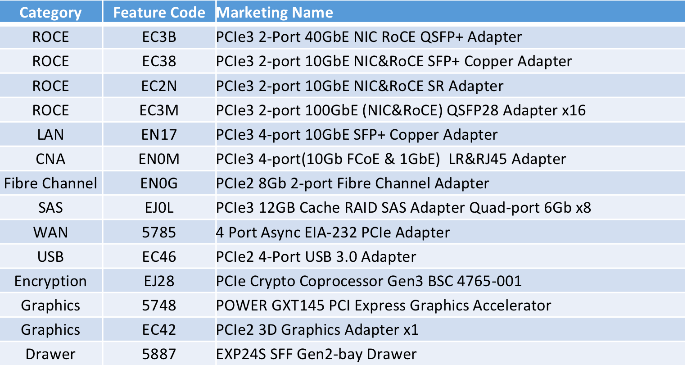 Category Feature Code Marketing Name
ROCE EC3B PCIe3 2-Port 40GbE NIC RoCE QSFP+ Adapter
ROCE EC38 PCIe3 2-port 10GbE NIC&RoCE SFP+ Copper Adapter
ROCE EC2N PCIe3 2-port 10GbE NIC&RoCE SR Adapter
ROCE EC3M PCIe3 2-port 100GbE (NIC&RoCE) QSFP28 Adapter x16
LAN EN17 PCIe3 4-port 10GbE SFP+ Copper Adapter
CNA EN0M PCIe3 4-port(10Gb FCoE & 1GbE) LR&RJ45 Adapter
Fibre Channel EN0G PCIe2 8Gb 2-port Fibre Channel Adapter
SAS EJ0L PCIe3 12GB Cache RAID SAS Adapter Quad-port 6Gb x8
WAN 5785 4 Port Async EIA-232 PCIe Adapter
USB EC46 PCIe2 4-Port USB 3.0 Adapter
Encryption EJ28 PCIe Crypto Coprocessor Gen3 BSC 4765-001
Graphics 5748 POWER GXT145 PCI Express Graphics Accelerator
Graphics EC42 PCIe2 3D Graphics Adapter x1
Drawer 5887 EXP24S SFF Gen2-bay Drawer